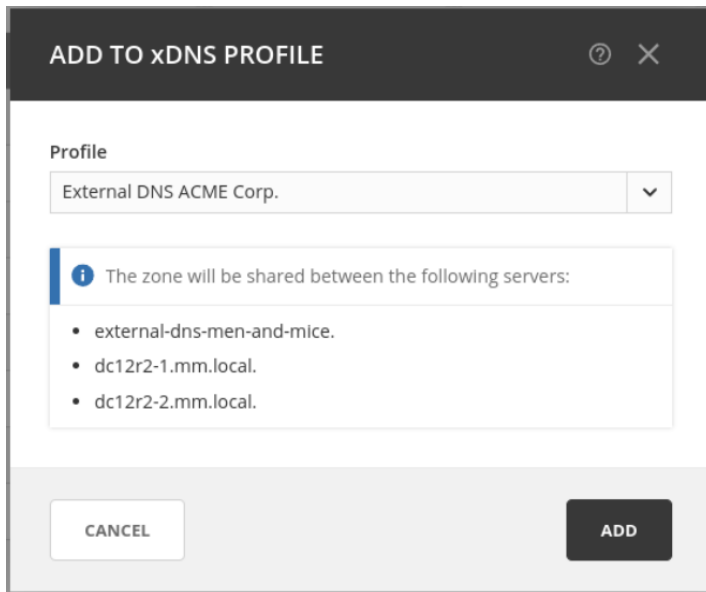 ADD TO xDNS PROFILE
Profile
External DNS ACME Corp.
The zone will be shared between the following servers:
external-dns-men-and-mice.
dc12r2-1.mm.local.
dc12r2-2.mm.local.
CANCEL
ADD